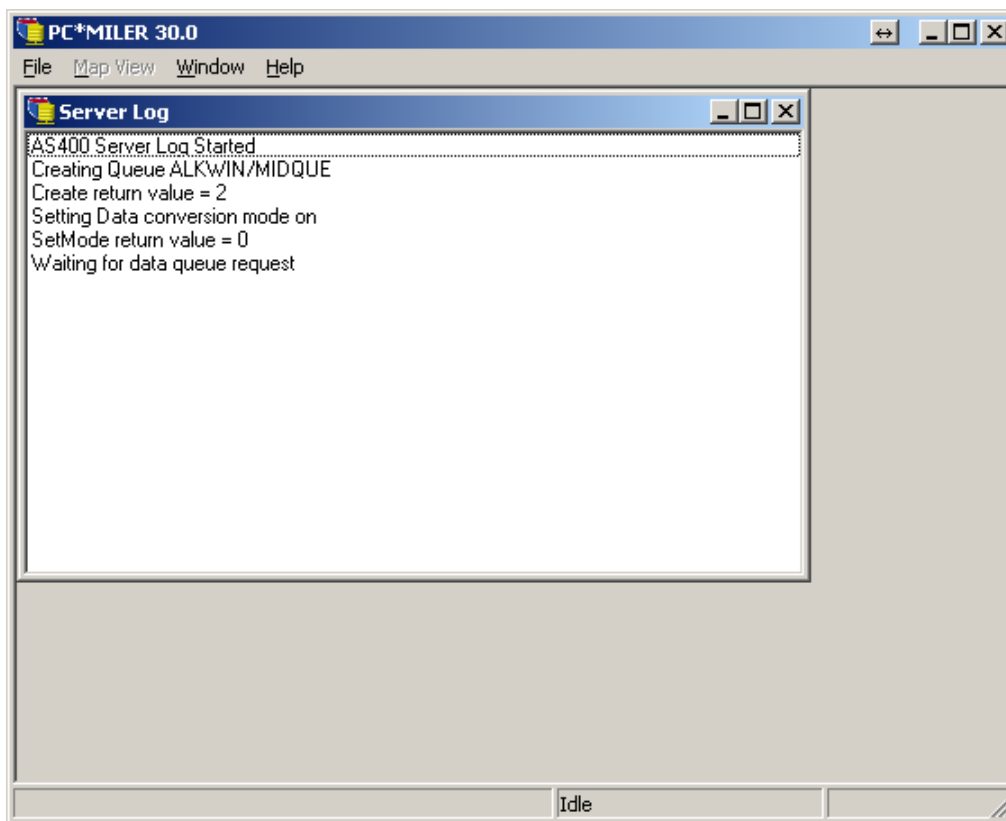 PC*MILER 30.0
File Map View Window Help
Server Log
AS400 Server Log Started
Creating Queue ALKWIN/MIDQUE
Create return value = 2
Setting Data conversion mode on
SetMode return value = 0
Waiting for data queue request
Idle